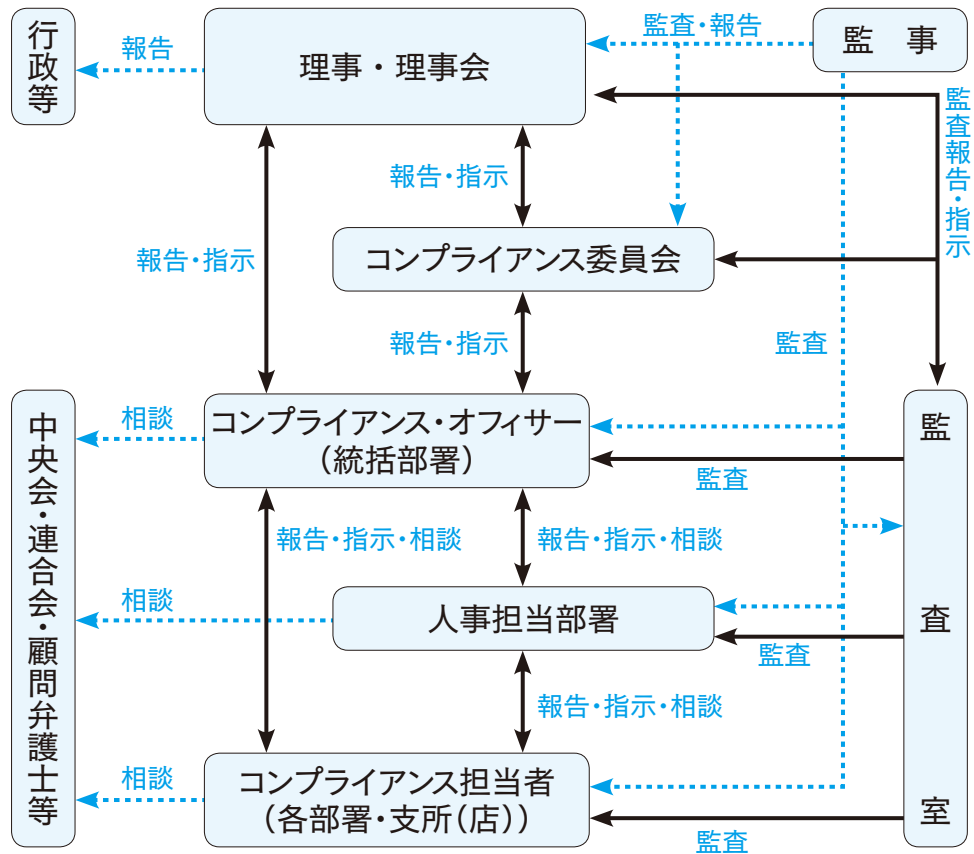 行政等
報告
理事・理事会
監査・報告
監　事
監査報告・指示
報告・指示
報告・指示
コンプライアンス委員会
報告・指示
監査
中央会・連合会・顧問弁護士等
相談
コンプライアンス・オフィサー
（統括部署）
監査
監査室
報告・指示・相談
報告・指示・相談
相談
人事担当部署
監査
報告・指示・相談
相談
コンプライアンス担当者
（各部署・支所（店））
監査